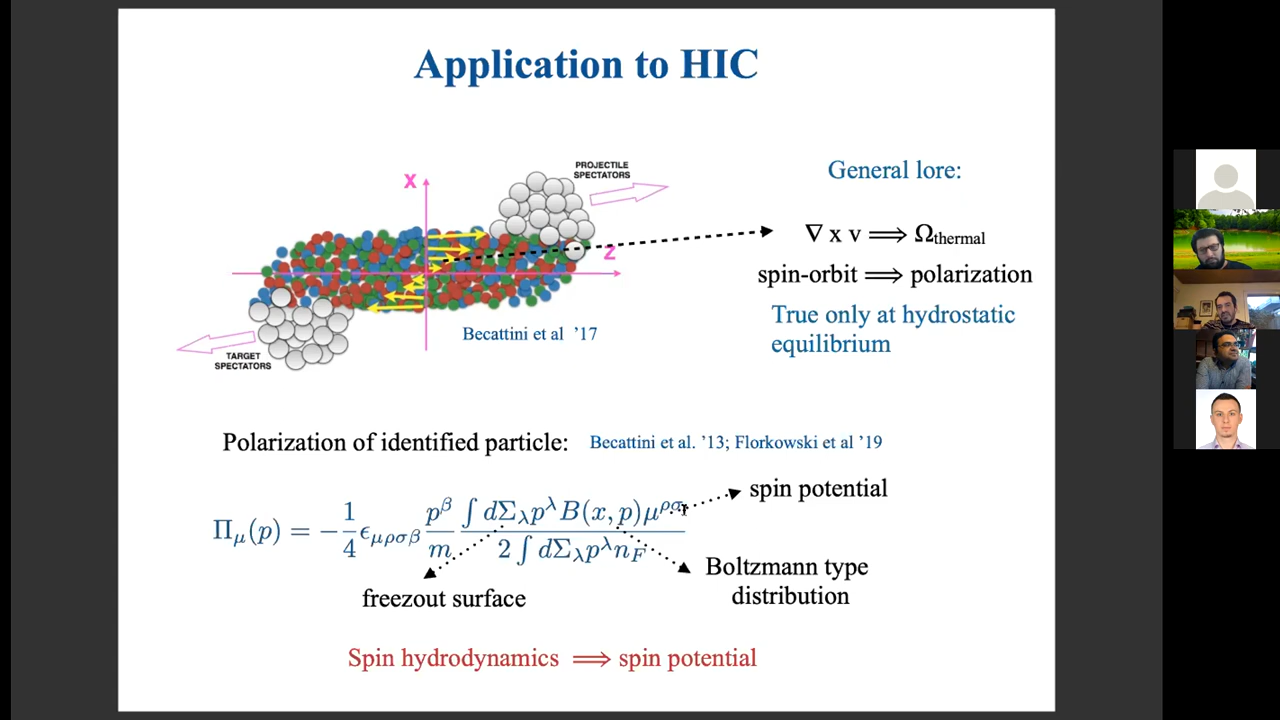 Application to HIC
PROJECTILE
SPECTATORS
X
Z
TARGET
SPECTATORS
Becattini et al ’17
General lore:
∇ x v ⟹ Ω_thermal
spin-orbit ⟹ polarization
True only at hydrostatic
equilibrium
Polarization of identified particle: Becattini et al. ’13; Florkowski et al ’19
spin potential
Π_μ(p) = −1/4 ϵ_{μρσβ} p^β/m ∫ dΣ_λ p^λ B(x, p) μ^{ρσ} / 2 ∫ dΣ_λ p^λ n_F
Boltzmann type
distribution
freezout surface
Spin hydrodynamics ⟹ spin potential